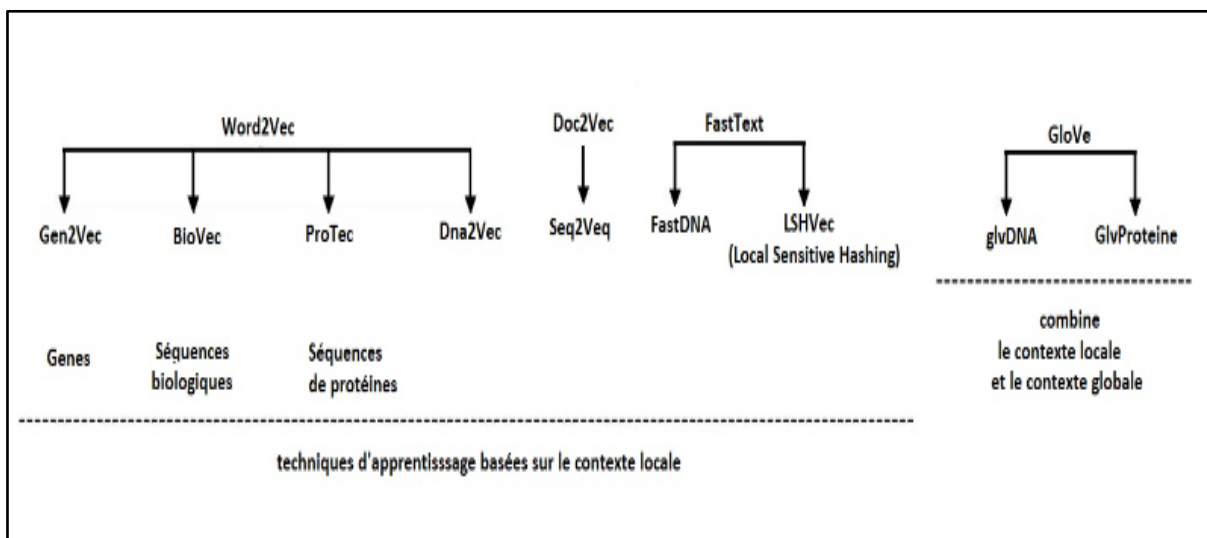 Word2Vec
Doc2Vec
FastText
GloVe
Gen2Vec
BioVec
ProTec
Dna2Vec
Seq2Veq
FastDNA
LSHVec
(Local Sensitive Hashing)
glvDNA
GlvProteine
Genes
Séquences
biologiques
Séquences
de protéines
combine
le contexte locale
et le contexte globale
techniques d'apprentisssage basées sur le contexte locale